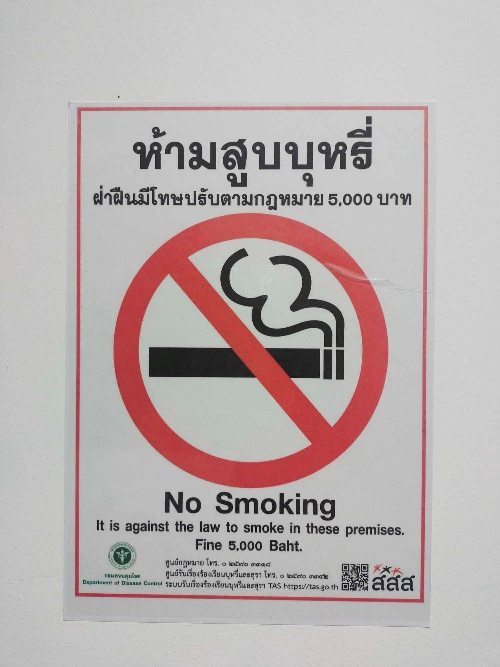 ห้ามสูบบุหรี่
ฝ่าฝืนมีโทษปรับตามกฎหมาย 5,000 บาท
No Smoking
It is against the law to smoke in these premises.
Fine 5,000 Baht.
กรมควบคุมโรค
Department of Disease Control
ศูนย์กฎหมาย โทร. ๐ ๒๕๙๐
ศูนย์รับเรื่องร้องเรียนบุหรี่และสุรา โทร. ๐ ๒๕๙๐
ระบบรับเรื่องร้องเรียนบุหรี่และสุรา TAS https://tas.go.th
สสส